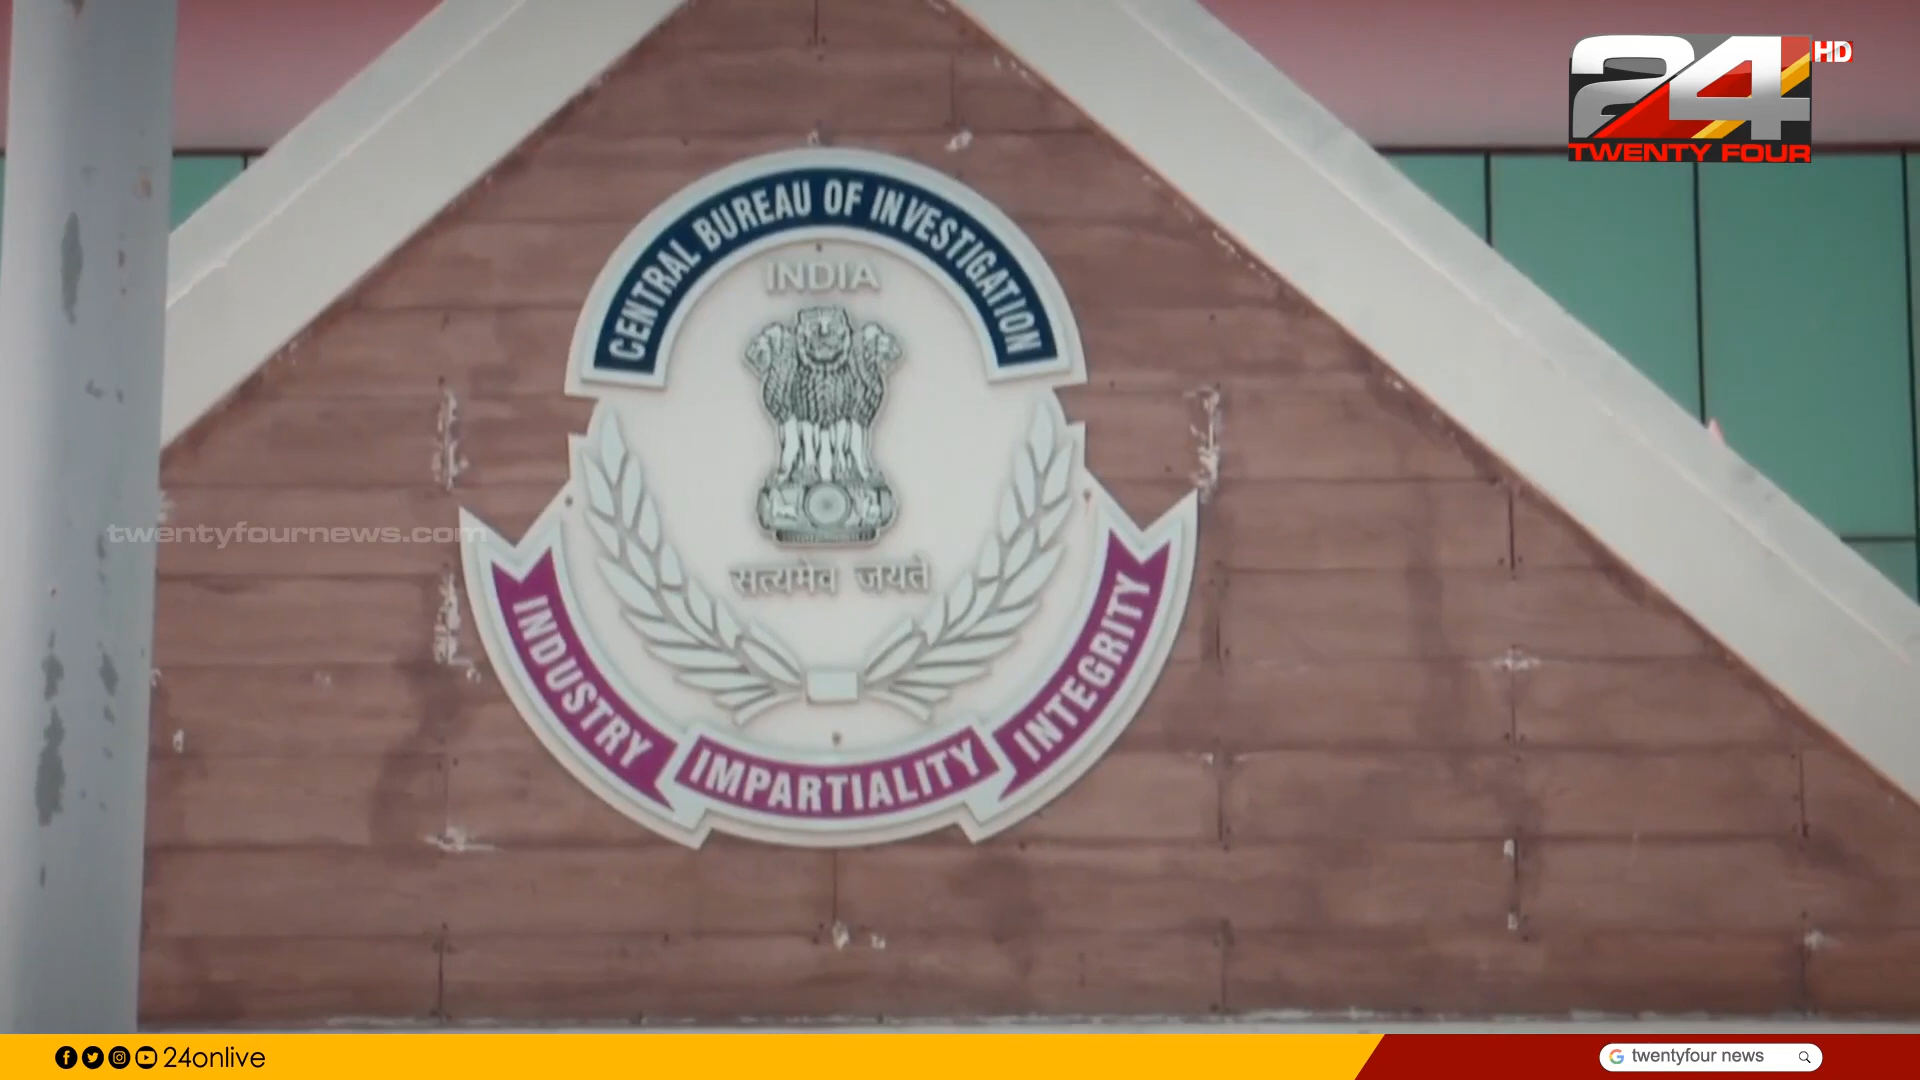 24 HD
TWENTY FOUR
CENTRAL BUREAU OF INVESTIGATION
INDIA
twentyfournews.com
सत्यमेव जयते
INDUSTRY
IMPARTIALITY
INTEGRITY
24onlive
twentyfour news